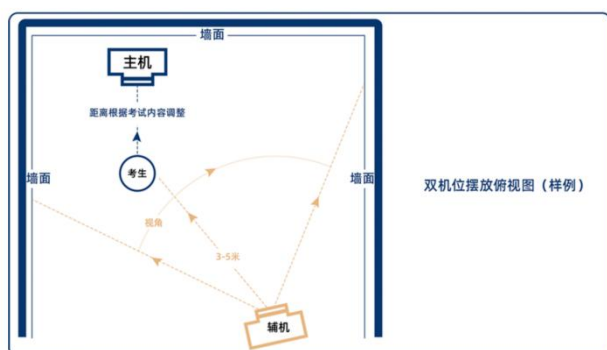 墙面
主机
距离根据考试内容调整
考生
墙面
墙面
双机位摆放俯视图（样例）
视角
3-5米
辅机